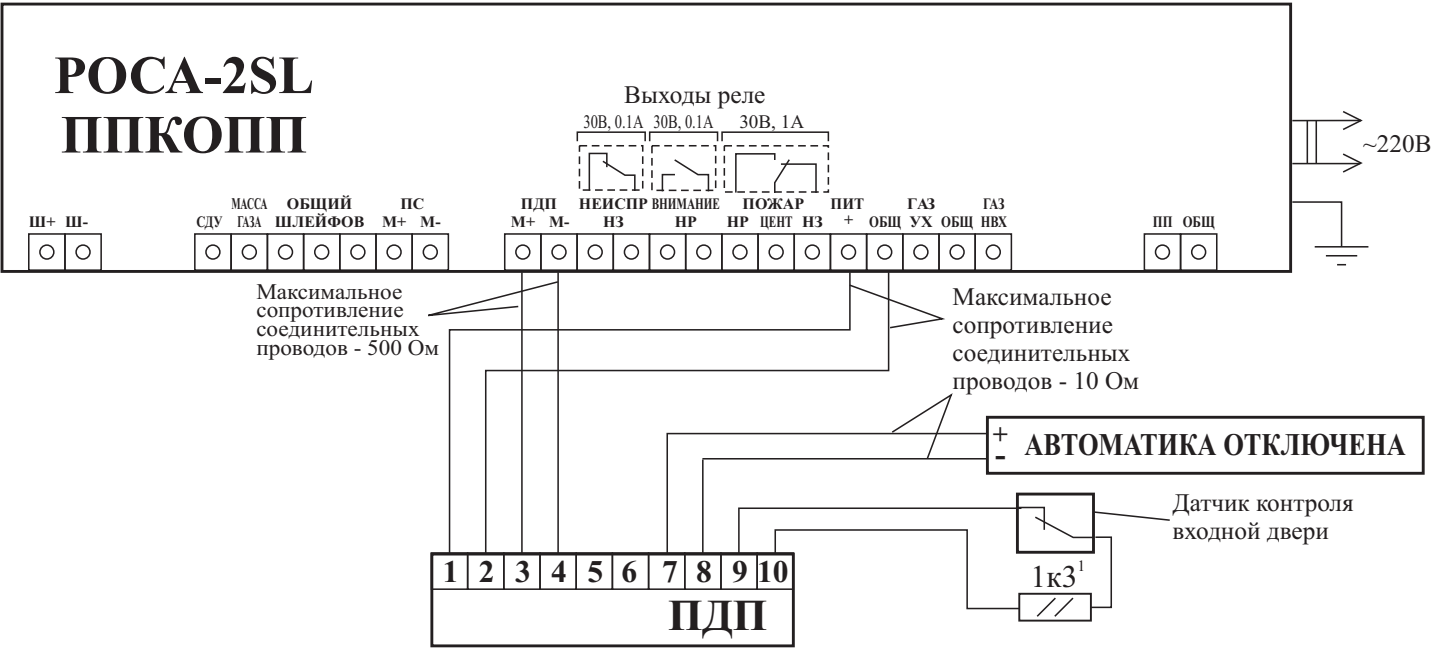 РОСА-2SL
ППКОПП
Выходы реле
30В, 0.1А 30В, 0.1А 30В, 1А
~220В
МАССА ОБЩИЙ ПС ПДП НЕИСПР ВНИМАНИЕ ПОЖАР ПИТ ГАЗ ГАЗ
Ш+ Ш- СДУ ГАЗА ШЛЕЙФОВ М+ М- М+ М- НЗ НР НР ЦЕНТ НЗ + ОБЩ УХ ОБЩ НВХ ПП ОБЩ
Максимальное
сопротивление
соединительных
проводов - 500 Ом
Максимальное
сопротивление
соединительных
проводов - 10 Ом
+
- АВТОМАТИКА ОТКЛЮЧЕНА
Датчик контроля
входной двери
1 2 3 4 5 6 7 8 9 10
1к3¹
ПДП